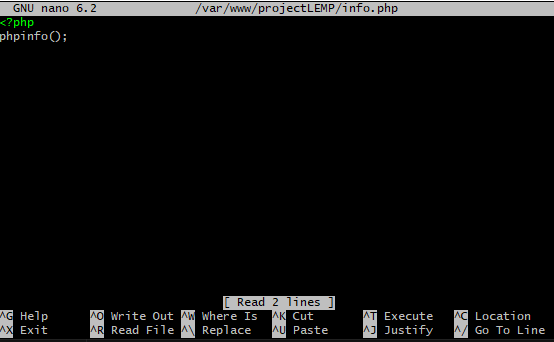 GNU nano 6.2 /var/www/projectLEMP/info.php
<?php
phpinfo();
[ Read 2 lines ]
^G Help ^O Write Out ^W Where Is ^K Cut ^T Execute ^C Location
^X Exit ^R Read File ^\ Replace ^U Paste ^J Justify ^/ Go To Line